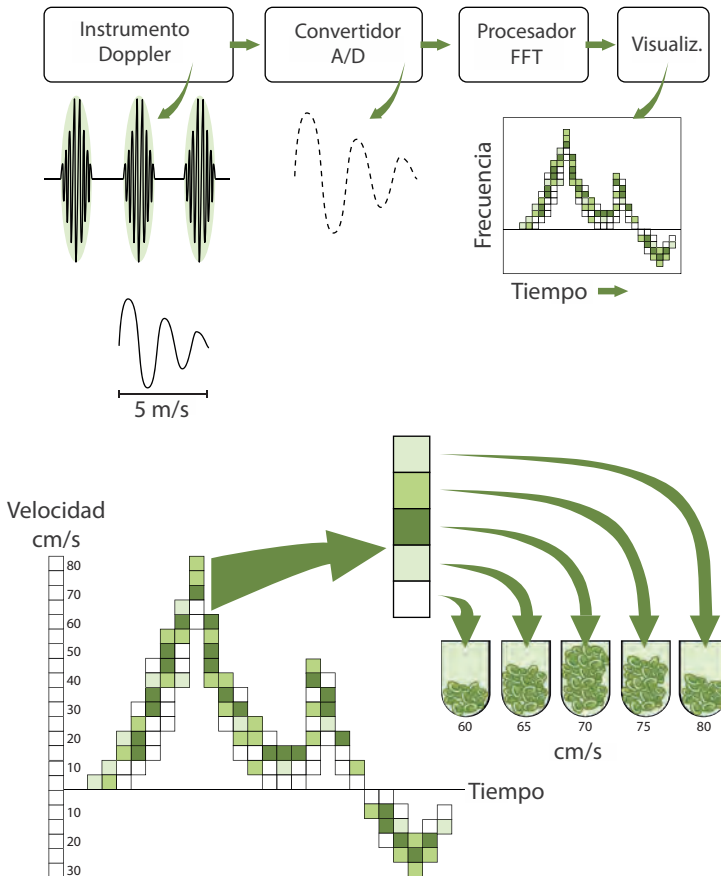 Instrumento
Doppler
Convertidor
A/D
Procesador
FFT
Visualiz.
Frecuencia
Tiempo
5 m/s
Velocidad
cm/s
80
70
60
50
40
30
20
10
10
20
30
Tiempo
60
65
70
75
80
cm/s